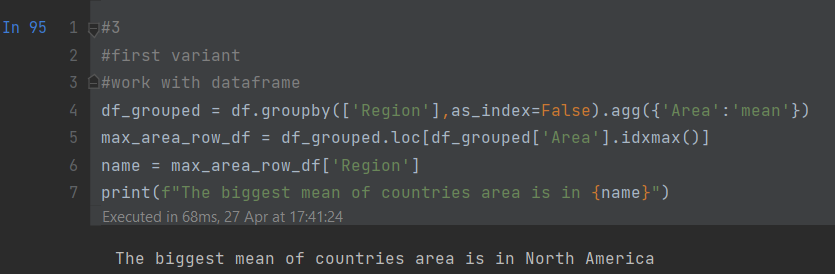 In 95
1 #3
2 #first variant
3 #work with dataframe
4 df_grouped = df.groupby(['Region'],as_index=False).agg({'Area':'mean'})
5 max_area_row_df = df_grouped.loc[df_grouped['Area'].idxmax()]
6 name = max_area_row_df['Region']
7 print(f"The biggest mean of countries area is in {name}")
Executed in 68ms, 27 Apr at 17:41:24
The biggest mean of countries area is in North America